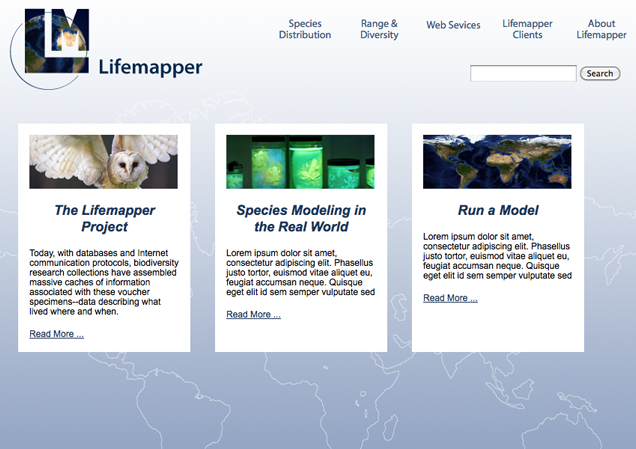 LM
Lifemapper
Species
Distribution
Range &
Diversity
Web Sevices
Lifemapper
Clients
About
Lifemapper
Search
The Lifemapper
Project
Today, with databases and Internet
communication protocols, biodiversity
research collections have assembled
massive caches of information
associated with these voucher
specimens--data describing what
lived where and when.
Read More ...
Species Modeling in
the Real World
Lorem ipsum dolor sit amet,
consectetur adipiscing elit. Phasellus
justo tortor, euismod vitae aliquet eu,
feugiat accumsan neque. Quisque
eget elit id sem semper vulputate sed
Read More ...
Run a Model
Lorem ipsum dolor sit amet,
consectetur adipiscing elit. Phasellus
justo tortor, euismod vitae aliquet eu,
feugiat accumsan neque. Quisque
eget elit id sem semper vulputate sed
Read More ...